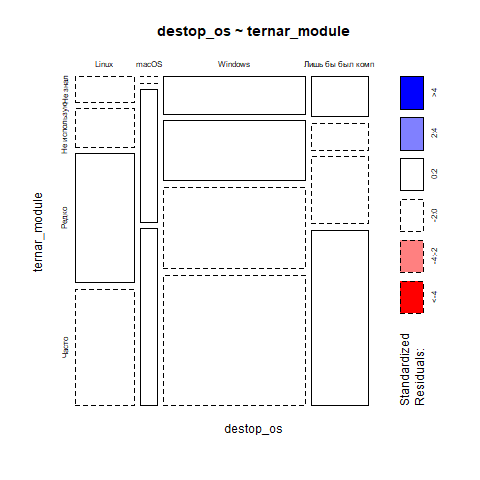 destop_os ~ ternar_module
Linux
macOS
Windows
Лишь бы был комп
Не знал
Не использую
Редко
Часто
ternar_module
destop_os
>4
2:4
0:2
-2:0
-4:-2
<-4
Standardized
Residuals: